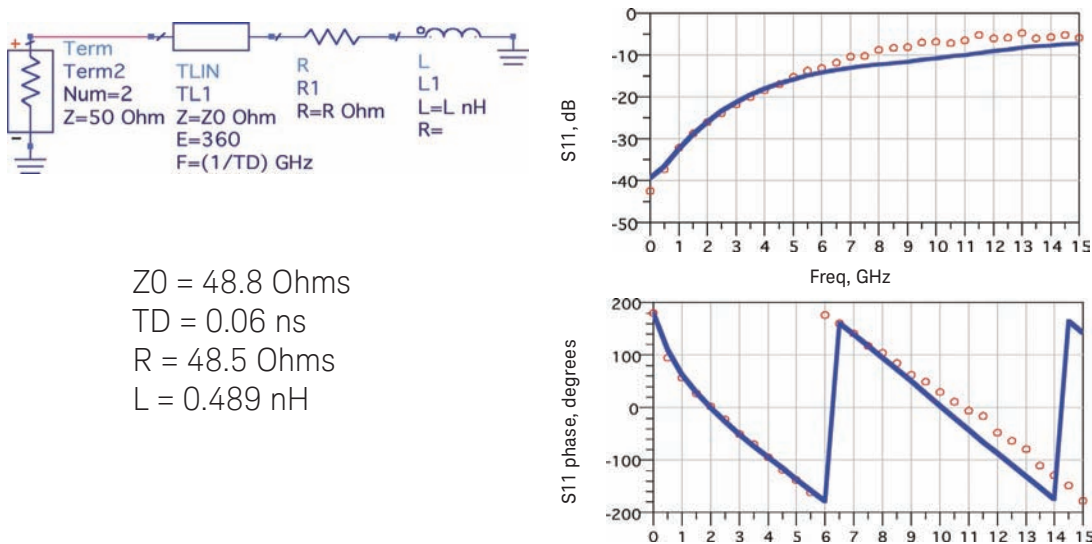 +
-
Term
Term2
Num=2
Z=50 Ohm
TLIN
TL1
Z=Z0 Ohm
E=360
F=(1/TD) GHz
R
R1
R=R Ohm
L
L1
L=L nH
R=
Z0 = 48.8 Ohms
TD = 0.06 ns
R = 48.5 Ohms
L = 0.489 nH
S11, dB
0
-10
-20
-30
-40
-50
0 1 2 3 4 5 6 7 8 9 10 11 12 13 14 15
Freq, GHz
S11 phase, degrees
200
100
0
-100
-200
0 1 2 3 4 5 6 7 8 9 10 11 12 13 14 15